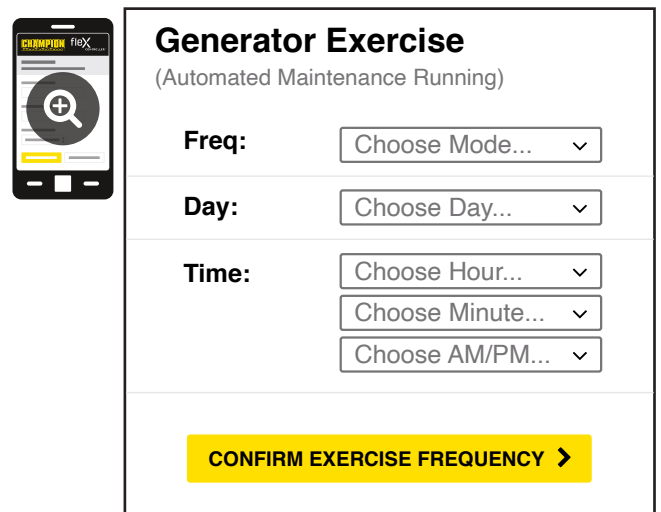 CHAMPION fleX
CONTROLLER
Generator Exercise
(Automated Maintenance Running)
Freq: Choose Mode...
Day: Choose Day...
Time: Choose Hour...
Choose Minute...
Choose AM/PM...
CONFIRM EXERCISE FREQUENCY